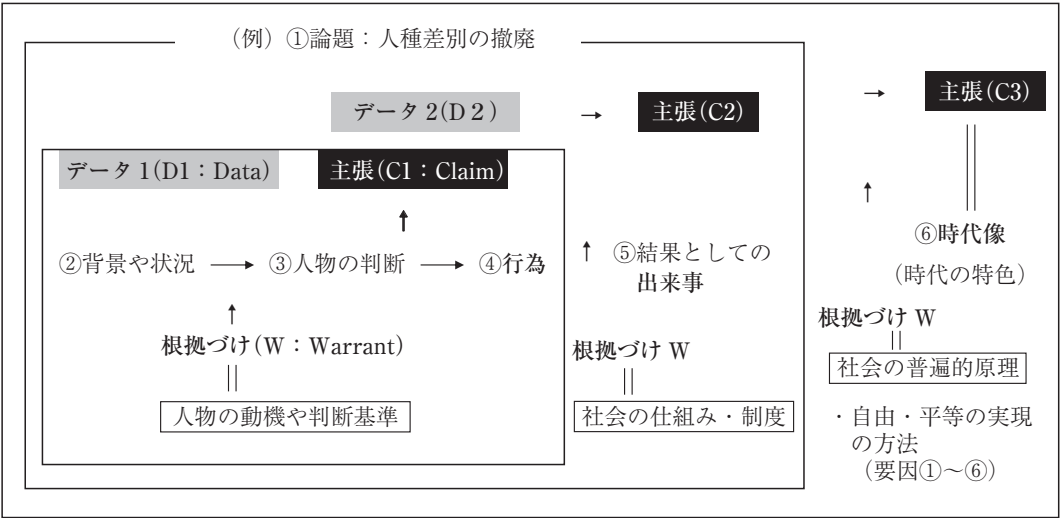 (例)①論題:人種差別の撤廃
データ 2(D２) → 主張(C2)
→ 主張(C3)
データ 1(D1:Data) 主張(C1:Claim)
↑
↑
②背景や状況 → ③人物の判断 → ④行為
↑ ⑤結果としての
出来事
⑥時代像
(時代の特色)
↑
根拠づけ(W:Warrant)
人物の動機や判断基準
根拠づけ W
社会の仕組み・制度
根拠づけ W
社会の普遍的原理
・自由・平等の実現
の方法
(要因①〜⑥)